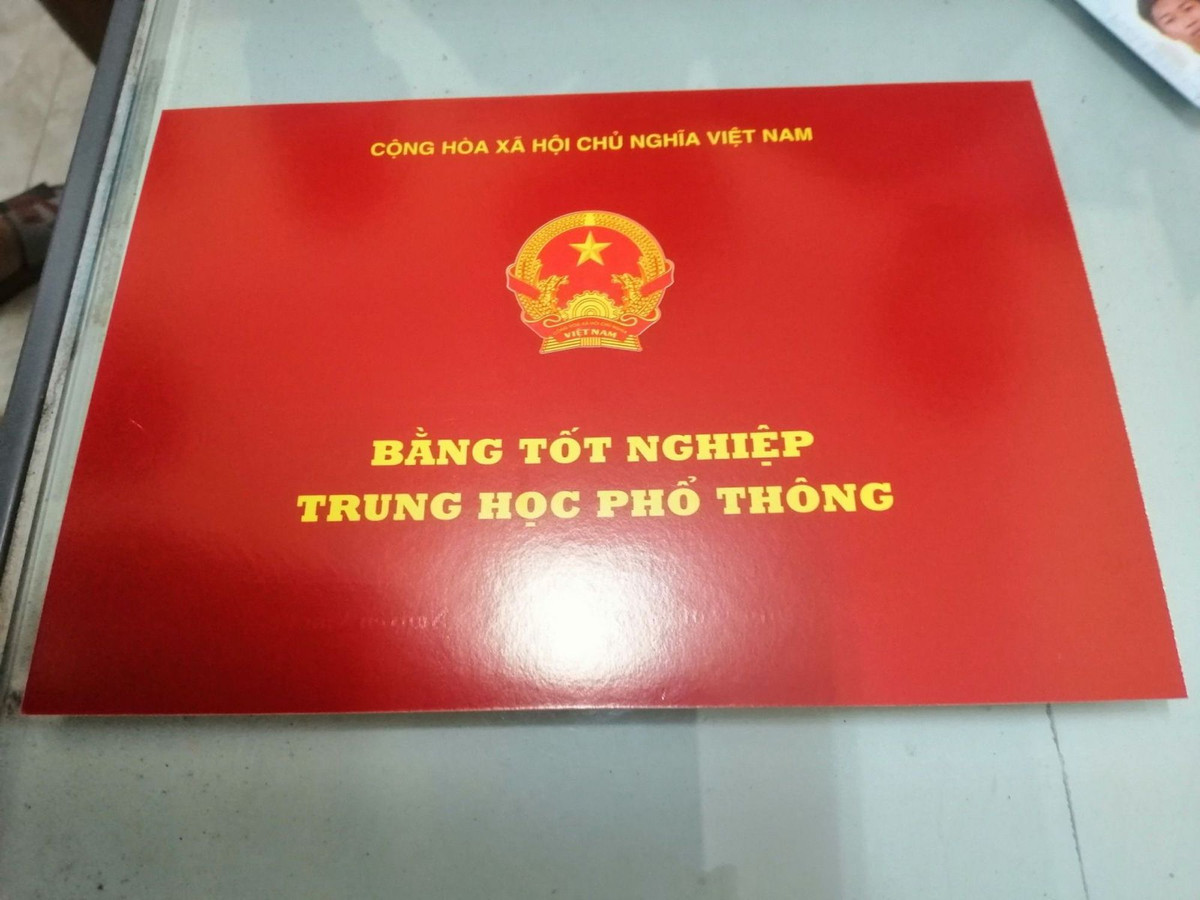 CỘNG HÒA XÃ HỘI CHỦ NGHĨA VIỆT NAM
VIỆT NAM
BẰNG TỐT NGHIỆP
TRUNG HỌC PHỔ THÔNG